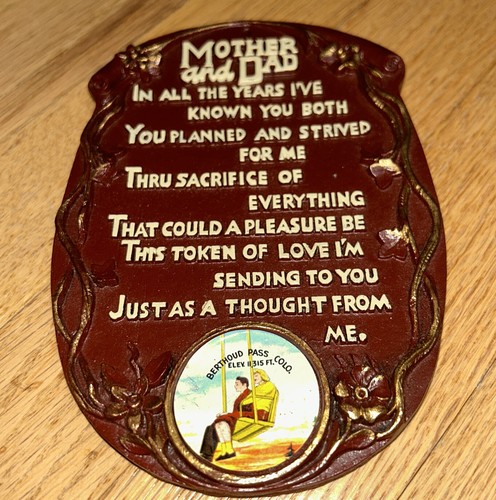 MOTHER
and DAD
IN ALL THE YEARS I'VE
KNOWN YOU BOTH
YOU PLANNED AND STRIVED
FOR ME
THRU SACRIFICE OF
EVERYTHING
THAT COULD A PLEASURE BE
THIS TOKEN OF LOVE I'M
SENDING TO YOU
JUST AS A THOUGHT FROM
ME.
BERTHOUD PASS, COLO.
ELEV. 11315 FT.